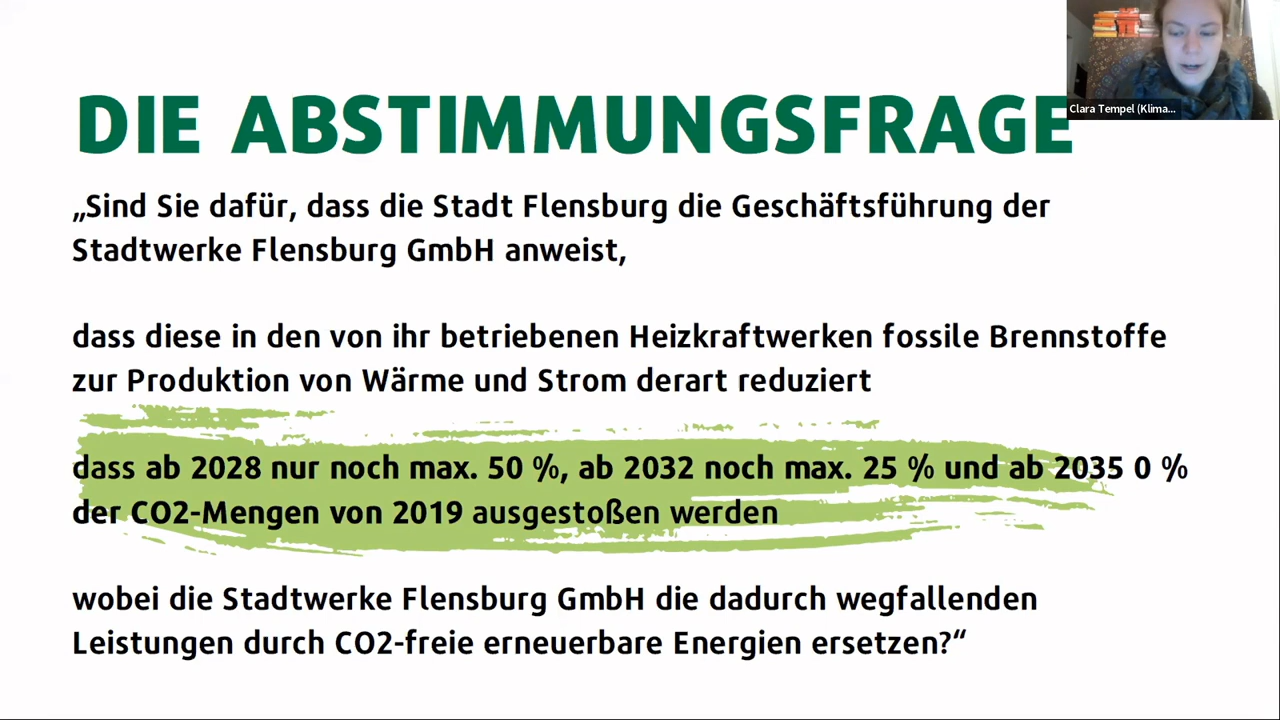 DIE ABSTIMMUNGSFRAGE
Clara Tempel (Klima...
„Sind Sie dafür, dass die Stadt Flensburg die Geschäftsführung der
Stadtwerke Flensburg GmbH anweist,
dass diese in den von ihr betriebenen Heizkraftwerken fossile Brennstoffe
zur Produktion von Wärme und Strom derart reduziert
dass ab 2028 nur noch max. 50 %, ab 2032 noch max. 25 % und ab 2035 0 %
der CO2-Mengen von 2019 ausgestoßen werden
wobei die Stadtwerke Flensburg GmbH die dadurch wegfallenden
Leistungen durch CO2-freie erneuerbare Energien ersetzen?“